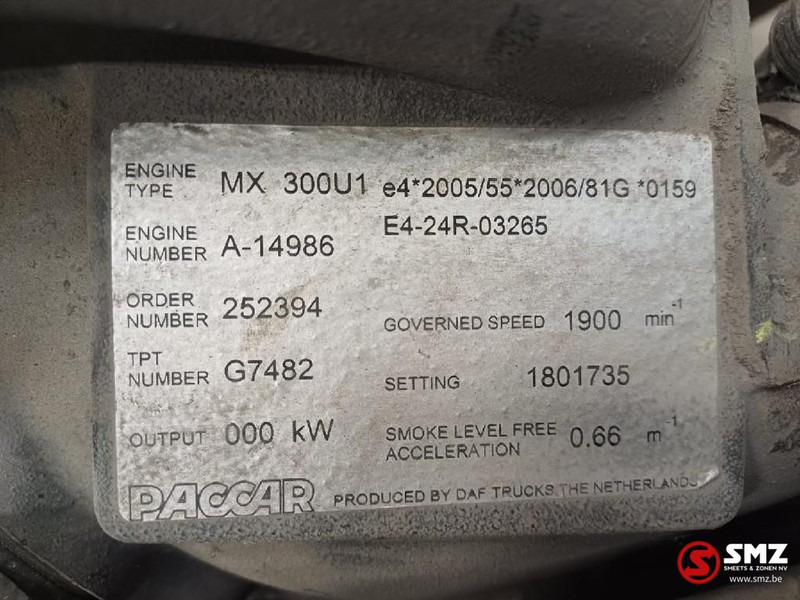 ENGINE TYPE MX 300U1 e4*2005/55*2006/81G *0159
E4-24R-03265
ENGINE NUMBER A-14986
ORDER NUMBER 252394
GOVERNED SPEED 1900 min-1
TPT NUMBER G7482
SETTING 1801735
OUTPUT 000 kW
SMOKE LEVEL FREE ACCELERATION 0.66 m-1
PACCAR PRODUCED BY DAF TRUCKS THE NETHERLANDS
SMZ
SMEETS & ZONEN NV
www.smz.be